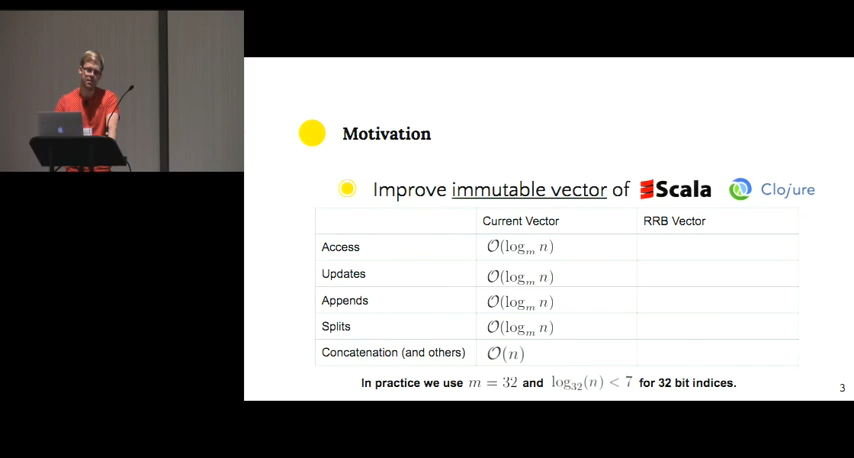 Motivation
Improve immutable vector of Scala Clojure
Current Vector RRB Vector
Access O(log_m n)
Updates O(log_m n)
Appends O(log_m n)
Splits O(log_m n)
Concatenation (and others) O(n)
In practice we use m = 32 and log_32(n) < 7 for 32 bit indices.
3